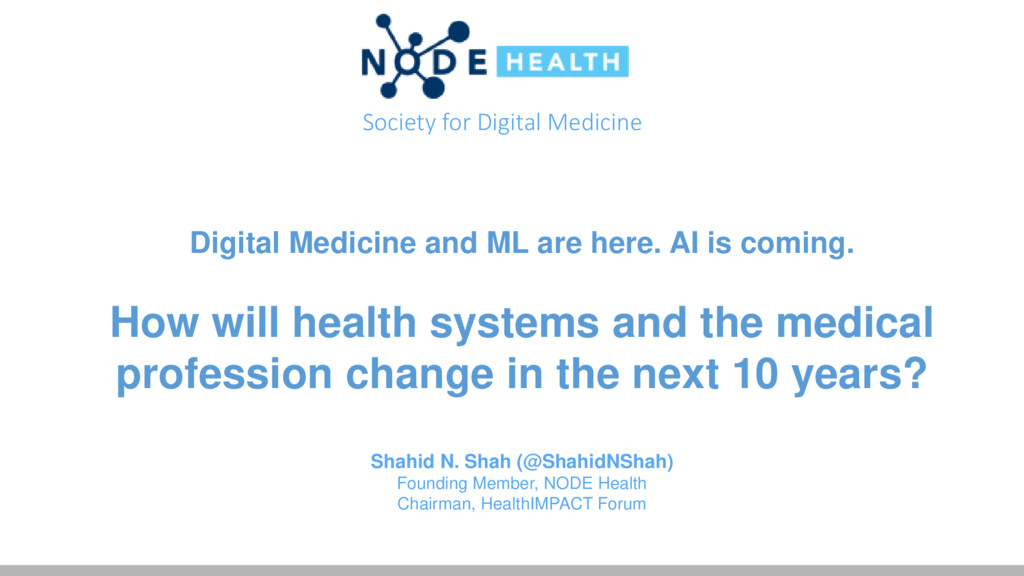 NODE HEALTH
Society for Digital Medicine
Digital Medicine and ML are here. AI is coming.
How will health systems and the medical
profession change in the next 10 years?
Shahid N. Shah (@ShahidNShah)
Founding Member, NODE Health
Chairman, HealthIMPACT Forum